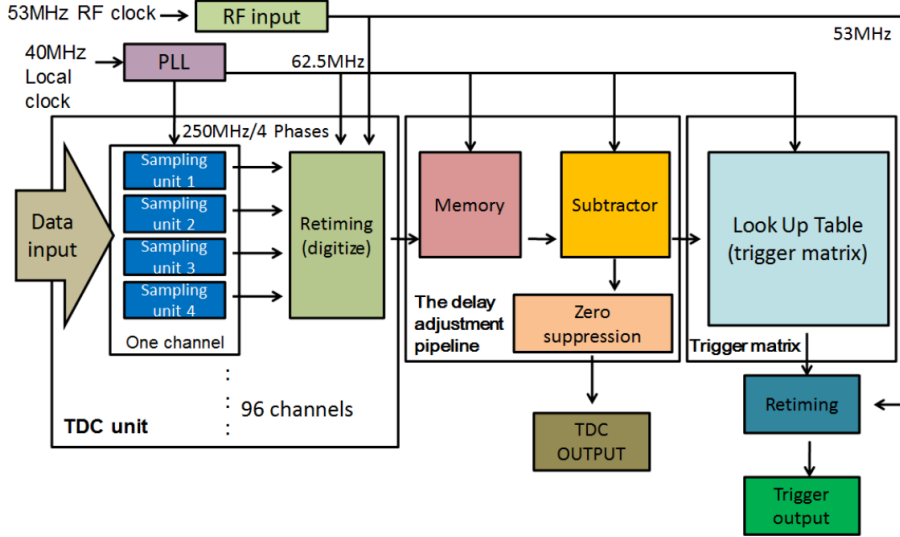 53MHz RF clock
RF input
53MHz
40MHz
Local
clock
PLL
62.5MHz
250MHz/4 Phases
Data
input
Sampling
unit 1
Sampling
unit 2
Sampling
unit 3
Sampling
unit 4
One channel
Retiming
(digitize)
Memory
Subtractor
Look Up Table
(trigger matrix)
The delay
adjustment
pipeline
Zero
suppression
Trigger matrix
96 channels
TDC unit
TDC
OUTPUT
Retiming
Trigger
output